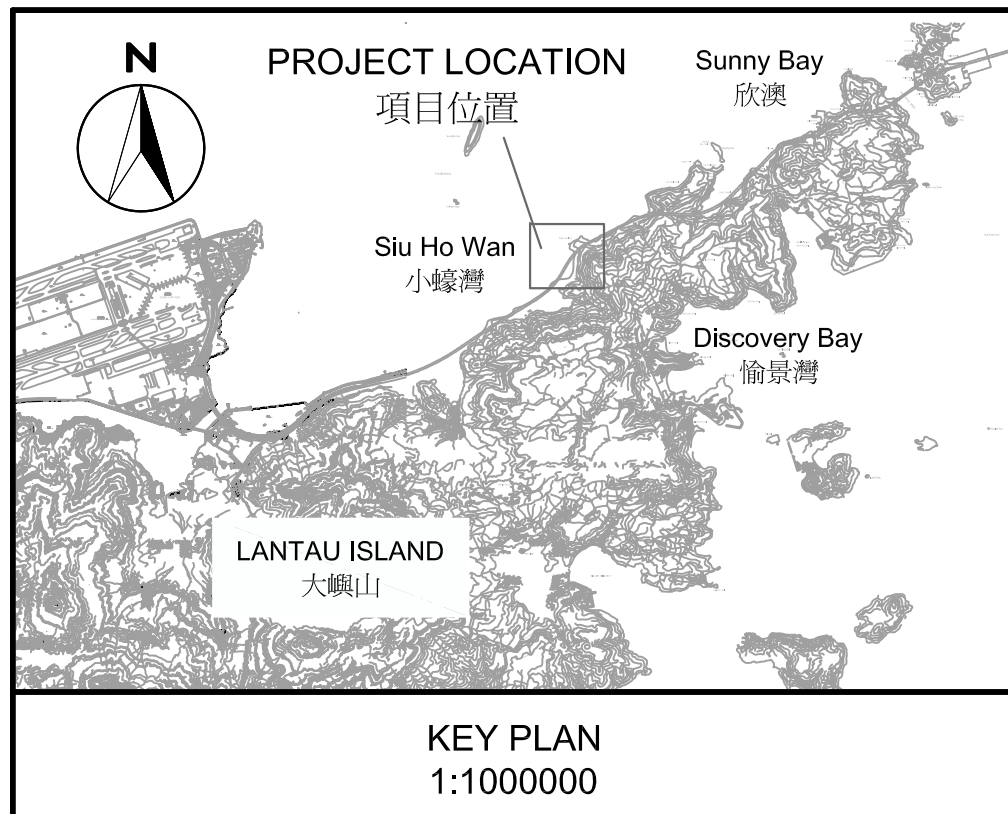 N
PROJECT LOCATION
項目位置
Sunny Bay
欣澳
Siu Ho Wan
小蠔灣
Discovery Bay
愉景灣
LANTAU ISLAND
大嶼山
KEY PLAN
1:1000000